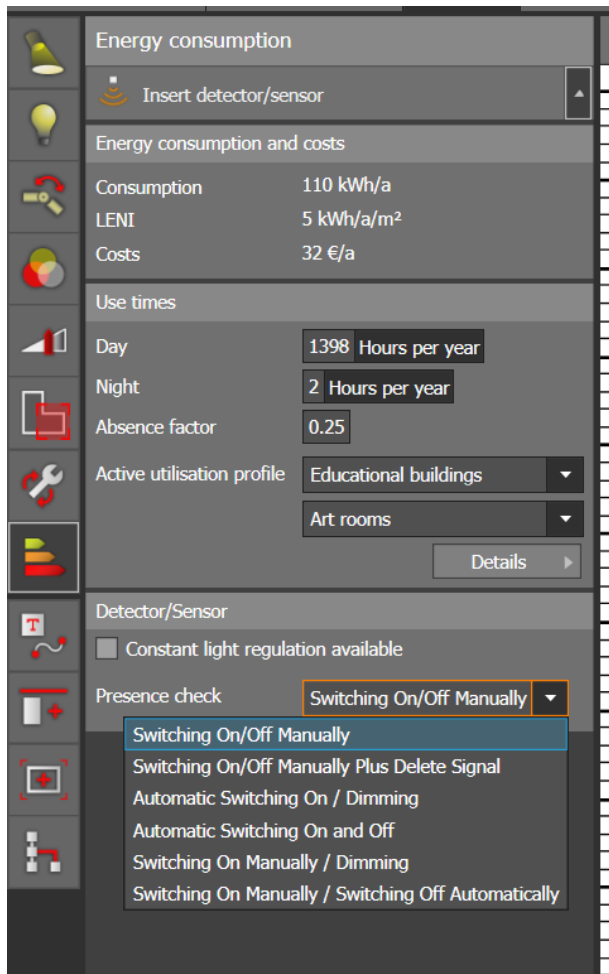 Energy consumption
Insert detector/sensor
Energy consumption and costs
Consumption 110 kWh/a
LENI 5 kWh/a/m²
Costs 32 €/a
Use times
Day 1398 Hours per year
Night 2 Hours per year
Absence factor 0.25
Active utilisation profile Educational buildings
Art rooms
Details
Detector/Sensor
Constant light regulation available
Presence check Switching On/Off Manually
Switching On/Off Manually
Switching On/Off Manually Plus Delete Signal
Automatic Switching On / Dimming
Automatic Switching On and Off
Switching On Manually / Dimming
Switching On Manually / Switching Off Automatically
T